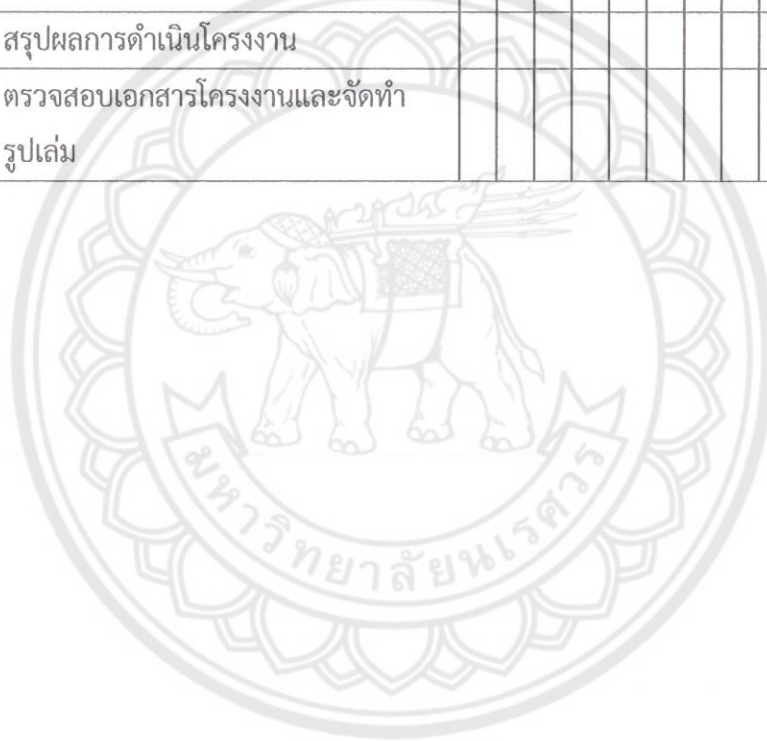 สรุปผลการดำเนินโครงงาน
ตรวจสอบเอกสารโครงงานและจัดทำ
รูปเล่ม
มหาวิทยาลัยนเรศวร